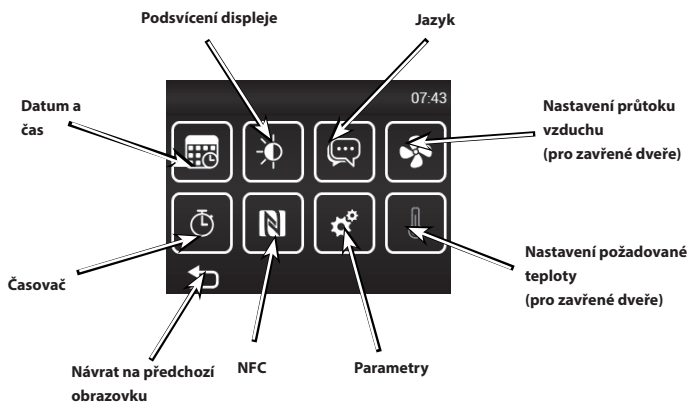 Podsvícení displeje
Jazyk
Datum a
čas
07:43
Nastavení průtoku
vzduchu
(pro zavřené dveře)
Časovač
Nastavení požadované
teploty
(pro zavřené dveře)
Návrat na předchozí
obrazovku
NFC
Parametry